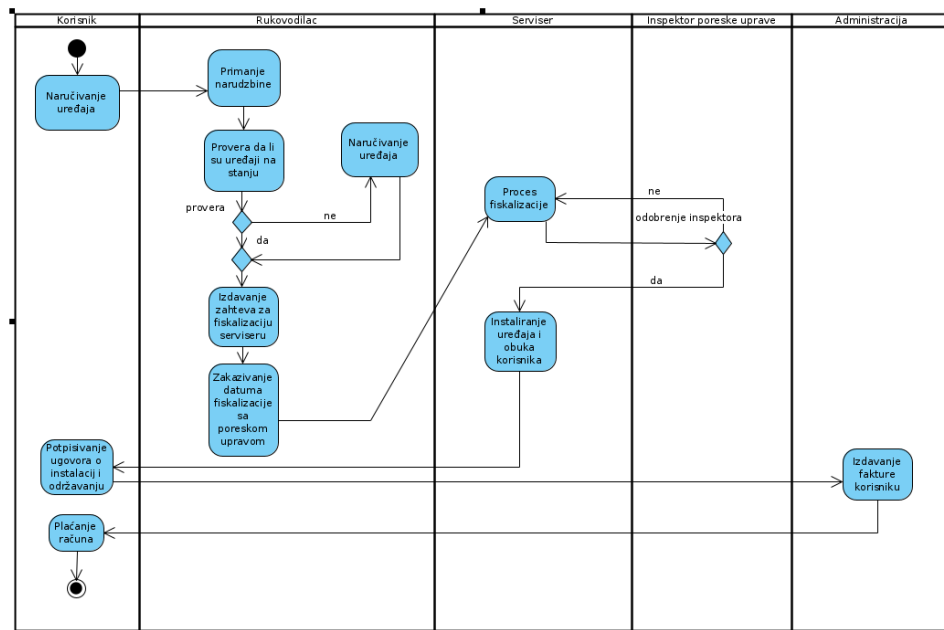 Korisnik
Rukovodilac
Serviser
Inspektor poreske uprave
Administracija
Naručivanje
uređaja
Primanje
narudzbine
Provera da li
su uređaji na
stanju
Naručivanje
uređaja
provera
ne
da
Izdavanje
zahteva za
fiskalizaciju
serviseru
Zakazivanje
datuma
fiskalizacije
sa
poreskom
upravom
Proces
fiskalizacije
ne
odobrenje inspektora
da
Instaliranje
uređaja i
obuka
korisnika
Potpisivanje
ugovora o
instalacij i
održavanju
Izdavanje
fakture
korisniku
Plaćanje
računa